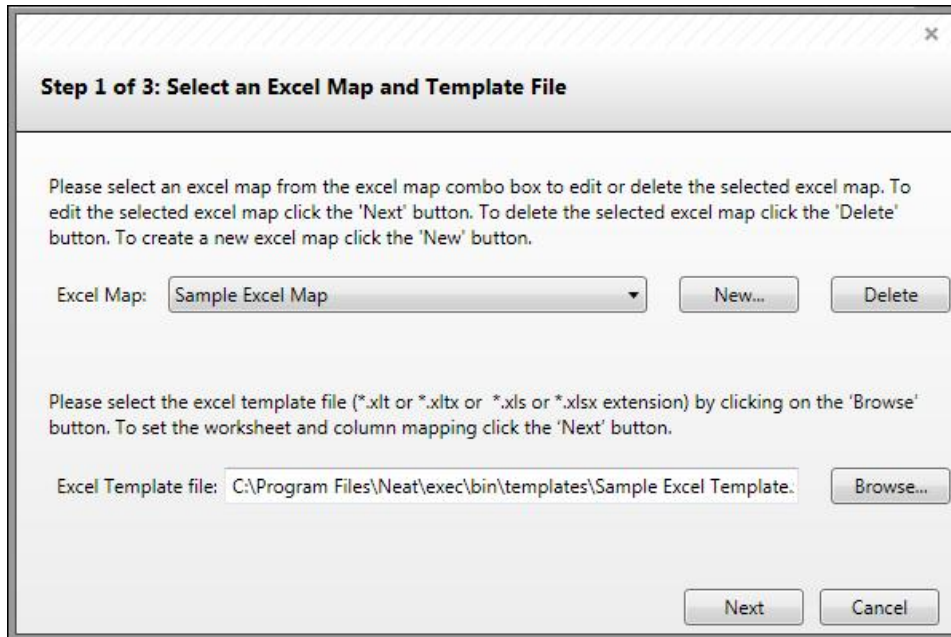 Step 1 of 3: Select an Excel Map and Template File
Please select an excel map from the excel map combo box to edit or delete the selected excel map. To
edit the selected excel map click the 'Next' button. To delete the selected excel map click the 'Delete'
button. To create a new excel map click the 'New' button.
Excel Map: Sample Excel Map New... Delete
Please select the excel template file (*.xlt or *.xltx or  *.xls or *.xlsx extension) by clicking on the ‘Browse’
button. To set the worksheet and column mapping click the ‘Next’ button.
Excel Template file: C:\Program Files\Neat\exec\bin\templates\Sample Excel Template. Browse...
Next Cancel